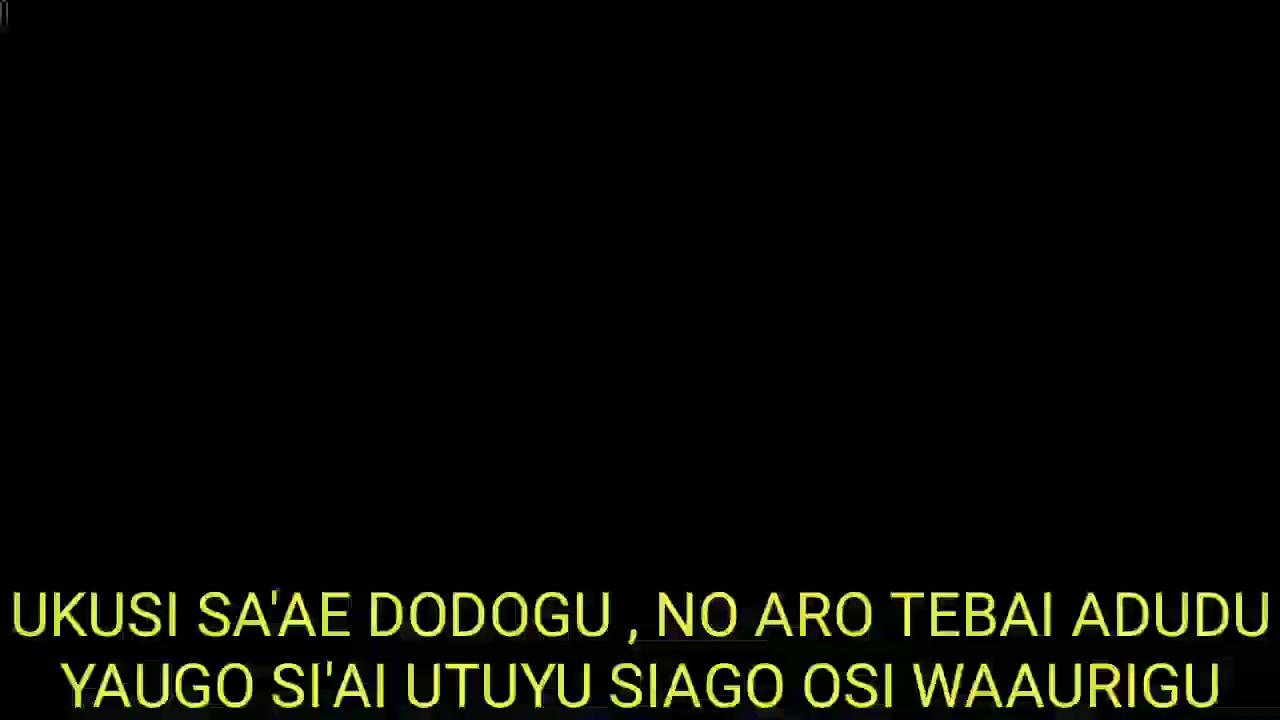 UKUSI SA'AE DODOGU , NO ARO TEBAI ADUDU
YAUGO SI'AI UTUYU SIAGO OSI WAAURIGU